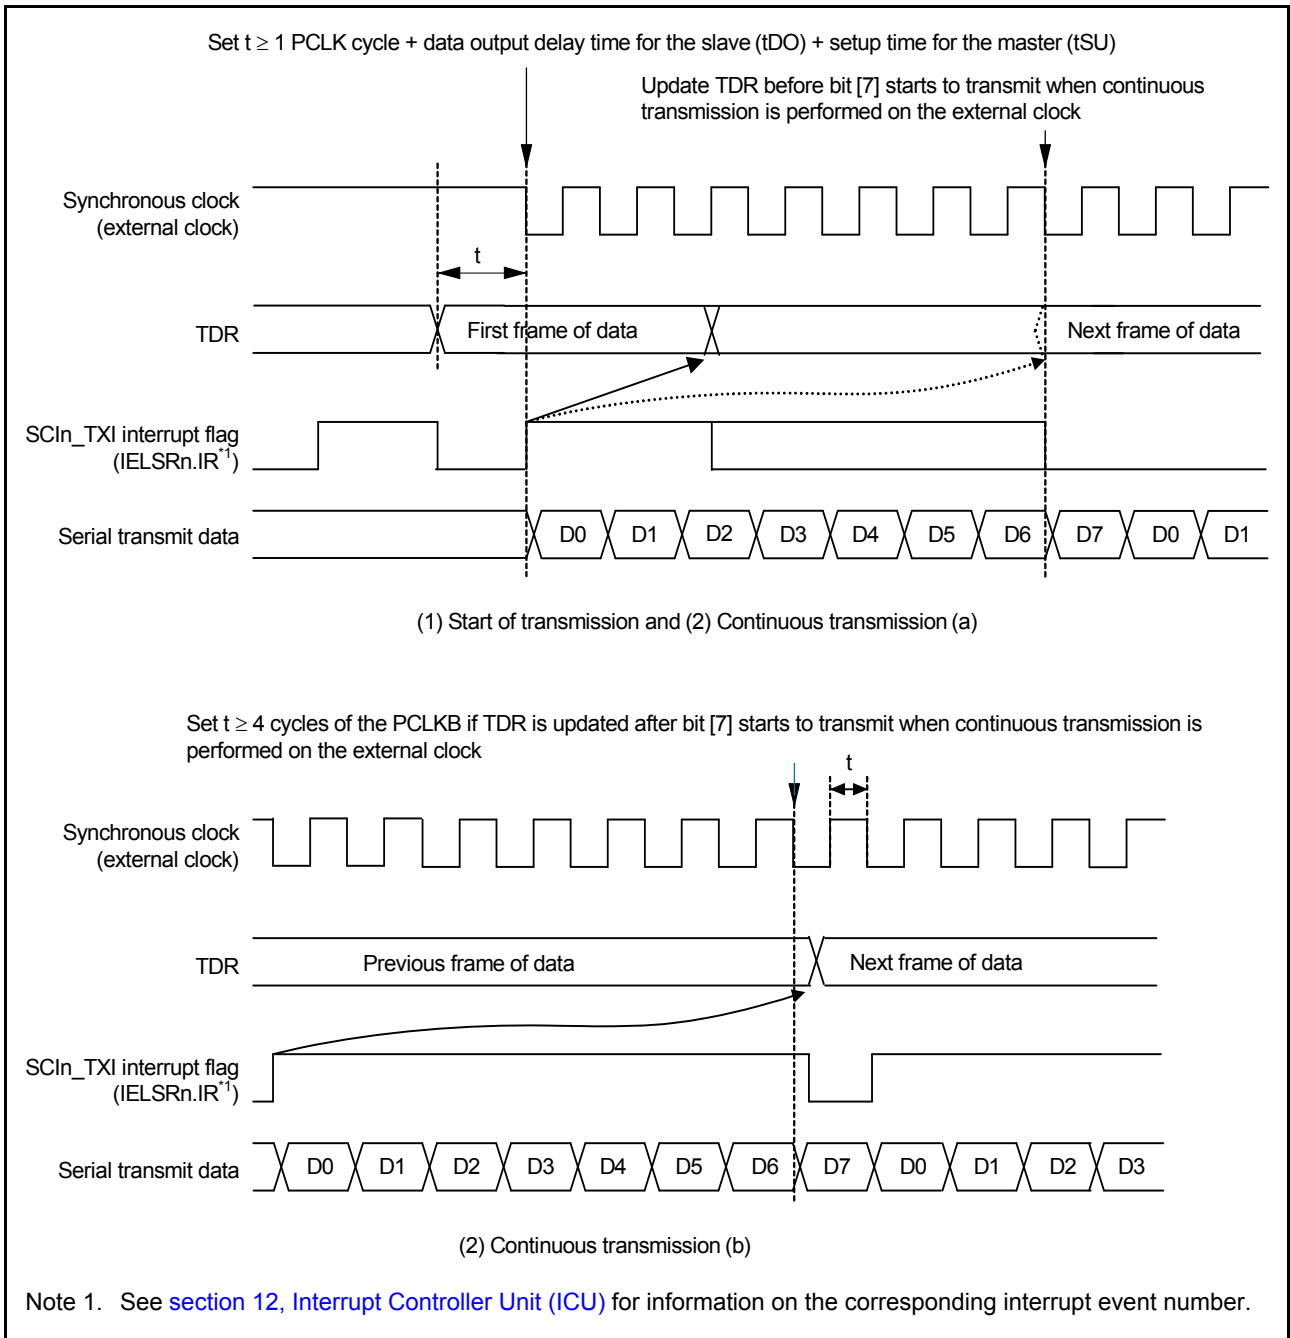 Set t ≥ 1 PCLK cycle + data output delay time for the slave (tDO) + setup time for the master (tSU)
Update TDR before bit [7] starts to transmit when continuous
transmission is performed on the external clock
Synchronous clock
(external clock)
t
TDR
First frame of data
Next frame of data
SCIn_TXI interrupt flag
(IELSRn.IR*1)
Serial transmit data
D0 D1 D2 D3 D4 D5 D6 D7 D0 D1
(1) Start of transmission and (2) Continuous transmission (a)
Set t ≥ 4 cycles of the PCLKB if TDR is updated after bit [7] starts to transmit when continuous transmission is
performed on the external clock
t
Synchronous clock
(external clock)
TDR
Previous frame of data
Next frame of data
SCIn_TXI interrupt flag
(IELSRn.IR*1)
Serial transmit data
D0 D1 D2 D3 D4 D5 D6 D7 D0 D1 D2 D3
(2) Continuous transmission (b)
Note 1. See section 12, Interrupt Controller Unit (ICU) for information on the corresponding interrupt event number.